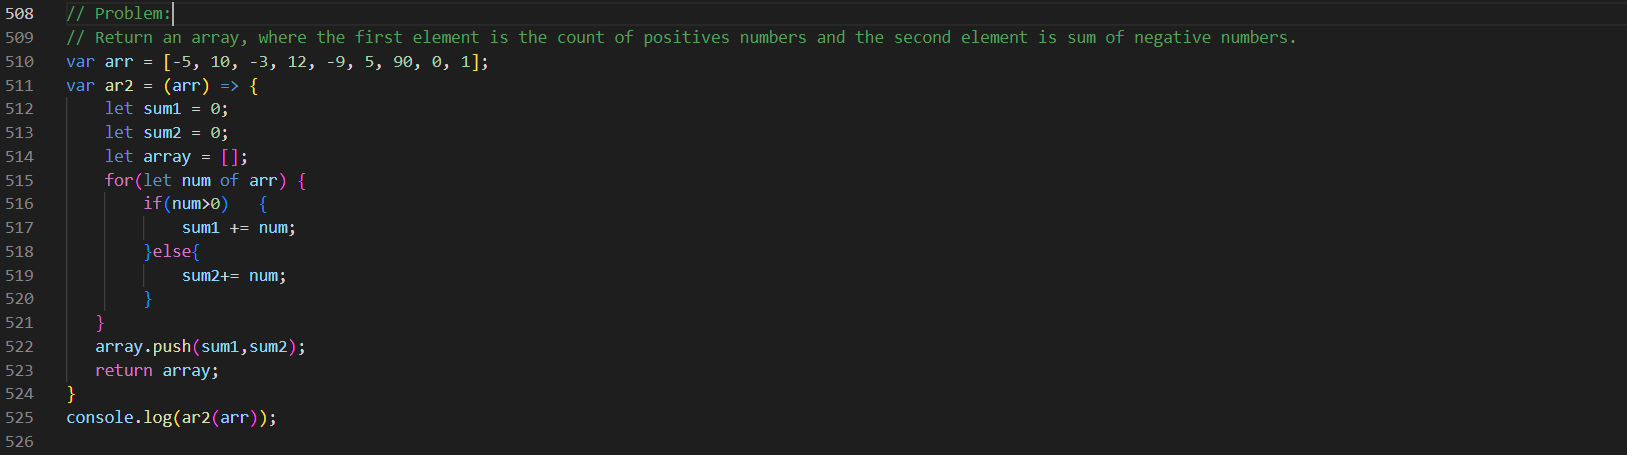 508 // Problem:
509 // Return an array, where the first element is the count of positives numbers and the second element is sum of negative numbers.
510 var arr = [-5, 10, -3, 12, -9, 5, 90, 0, 1];
511 var ar2 = (arr) => {
512     let sum1 = 0;
513     let sum2 = 0;
514     let array = [];
515     for(let num of arr) {
516         if(num>0)   {
517             sum1 += num;
518         }else{
519             sum2+= num;
520         }
521    }
522    array.push(sum1,sum2);
523    return array;
524 }
525 console.log(ar2(arr));
526